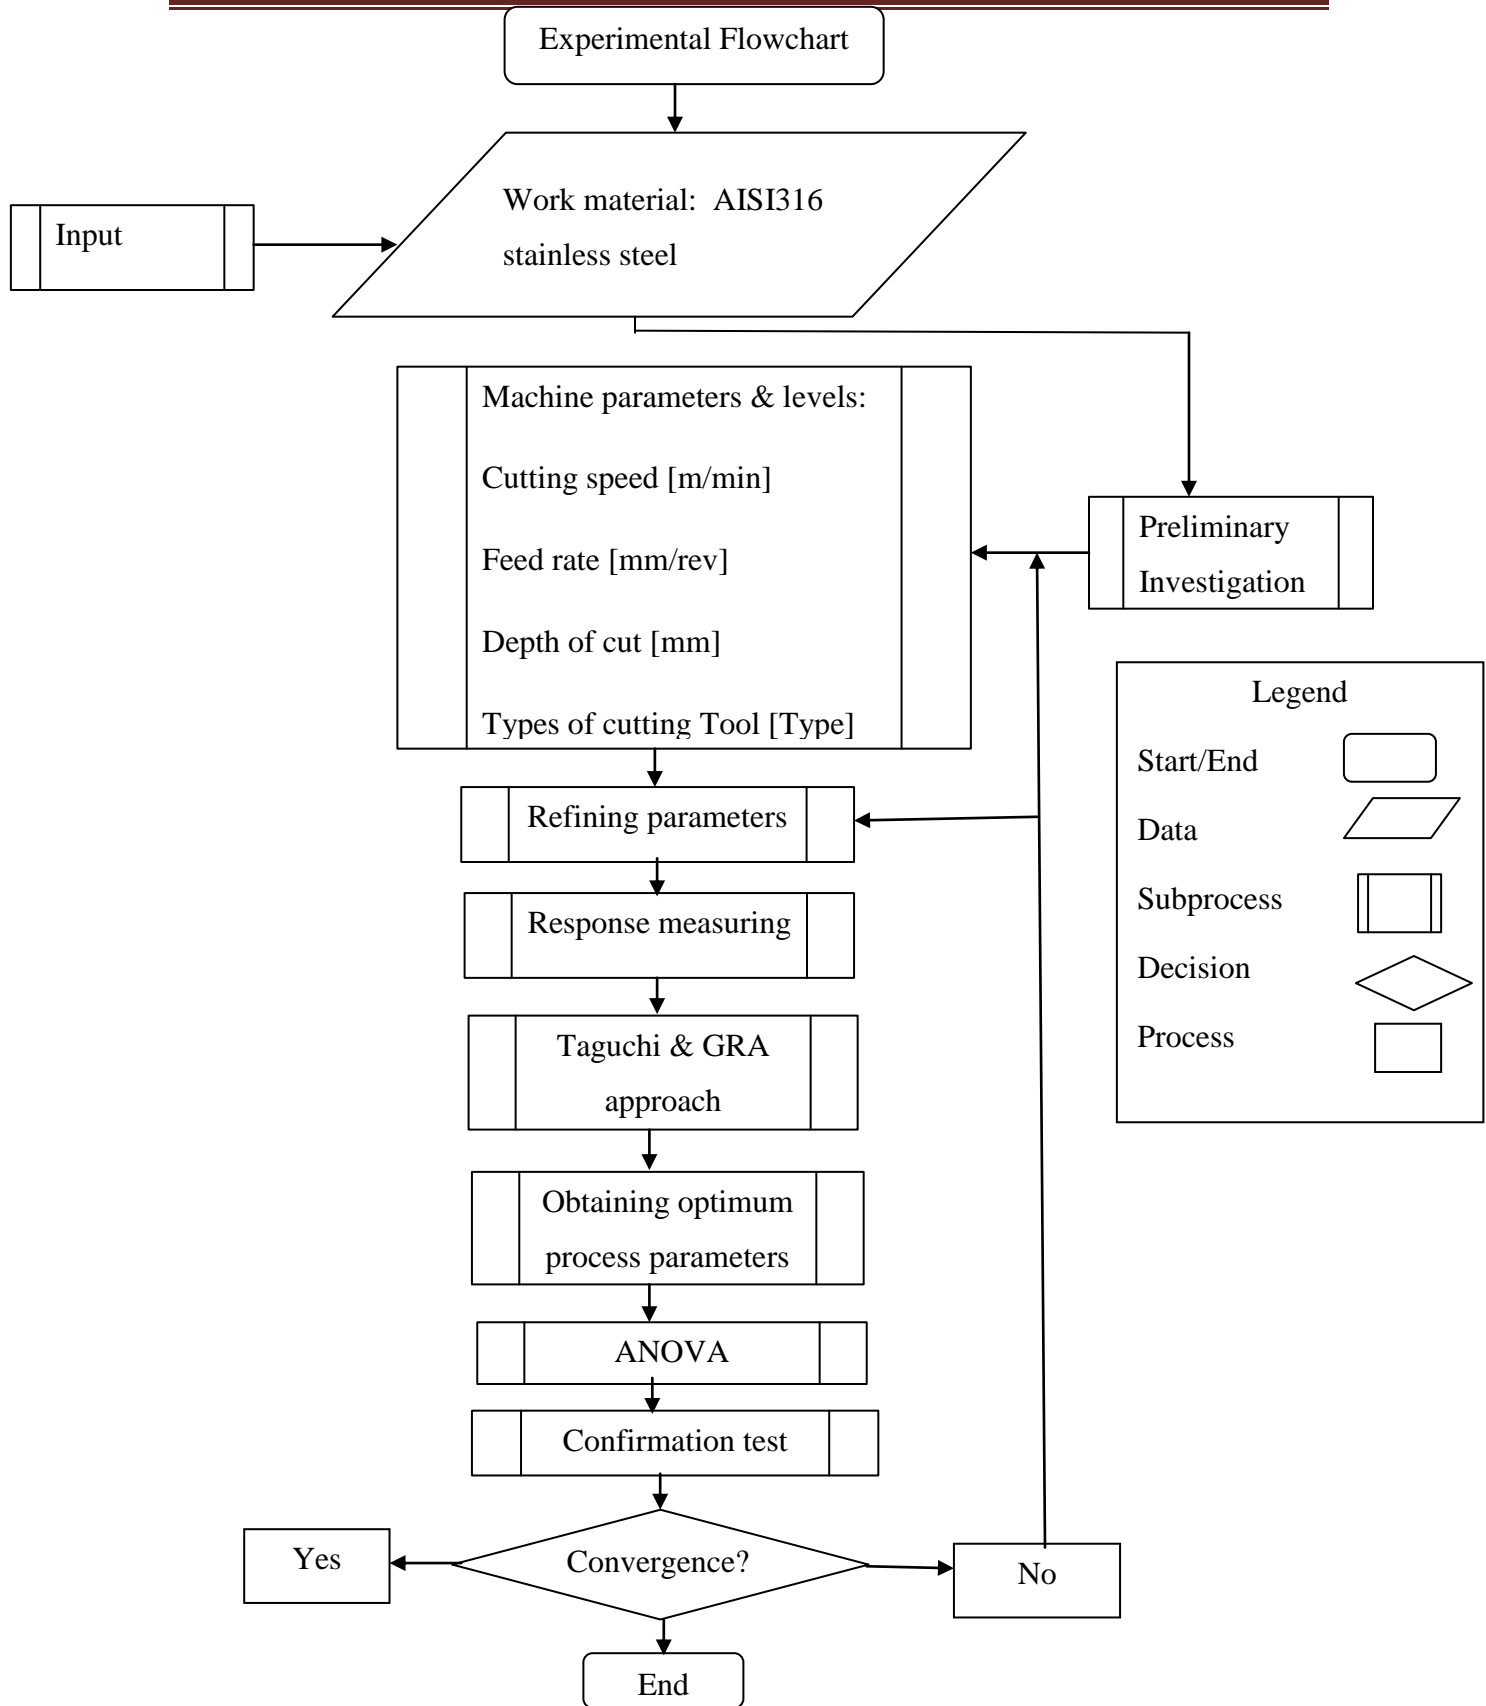 Experimental Flowchart
Work material:  AISI316
stainless steel
Input
Machine parameters & levels:
Cutting speed [m/min]
Feed rate [mm/rev]
Depth of cut [mm]
Types of cutting Tool [Type]
Preliminary
Investigation
Legend
Start/End
Data
Subprocess
Decision
Process
Refining parameters
Response measuring
Taguchi & GRA
approach
Obtaining optimum
process parameters
ANOVA
Confirmation test
Convergence?
Yes
No
End